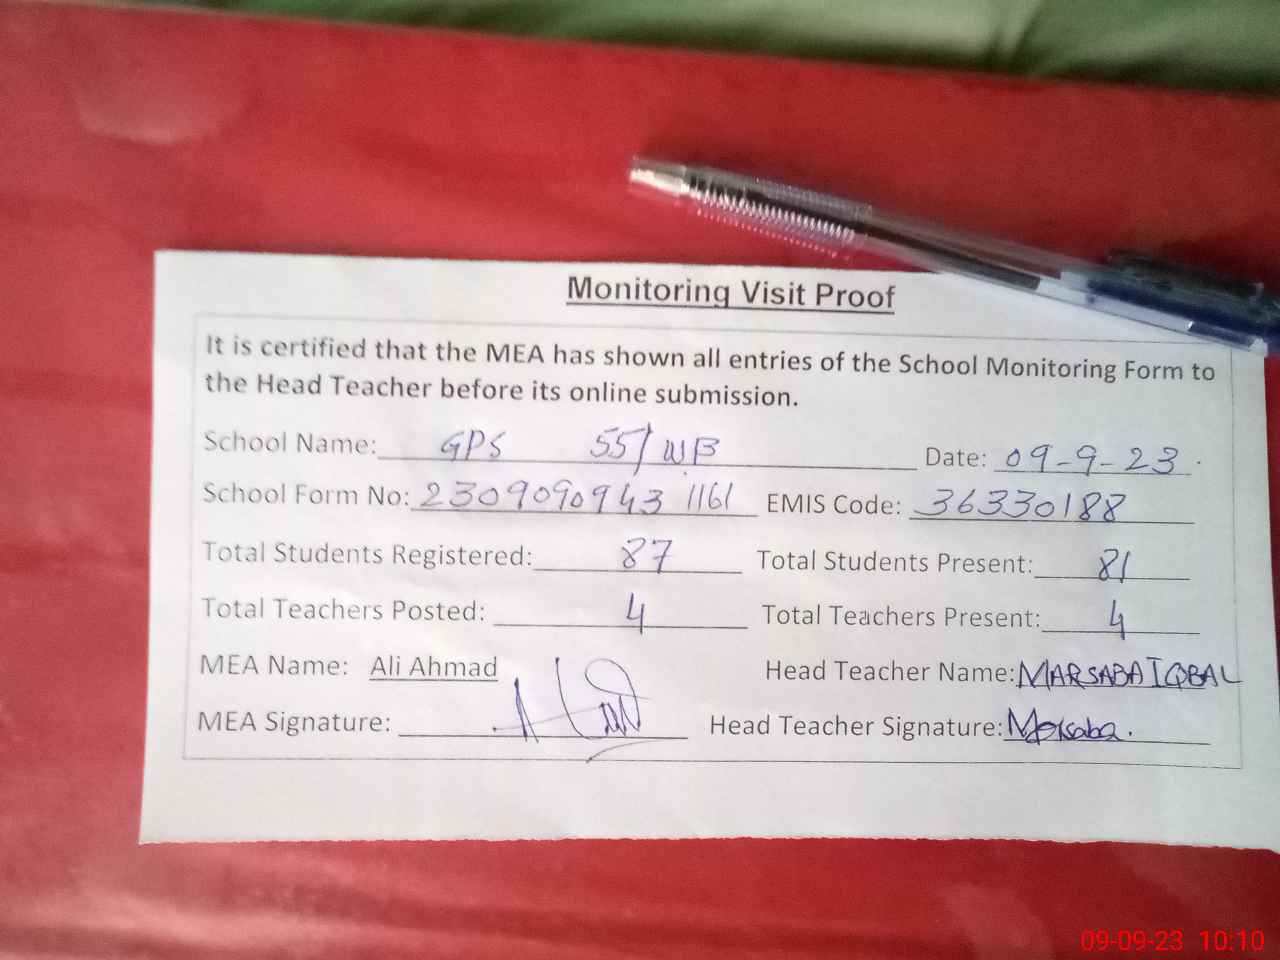 Monitoring Visit Proof
It is certified that the MEA has shown all entries of the School Monitoring Form to
the Head Teacher before its online submission.
School Name: GPS 55/WB Date: 09-9-23
School Form No: 2309090943 1161 EMIS Code: 36330188
Total Students Registered: 87 Total Students Present: 81
Total Teachers Posted: 4 Total Teachers Present: 4
MEA Name: Ali Ahmad Head Teacher Name: MARSABA IQBAL
MEA Signature: Head Teacher Signature: Marsaba.
09-09-23 10:10